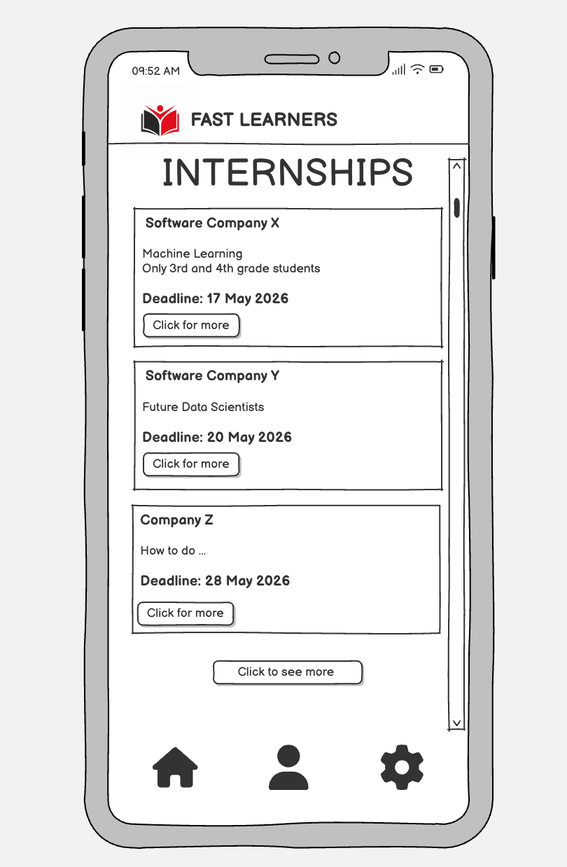 09:52 AM
FAST LEARNERS
INTERNSHIPS
Software Company X
Machine Learning
Only 3rd and 4th grade students
Deadline: 17 May 2026
Click for more
Software Company Y
Future Data Scientists
Deadline: 20 May 2026
Click for more
Company Z
How to do ...
Deadline: 28 May 2026
Click for more
Click to see more